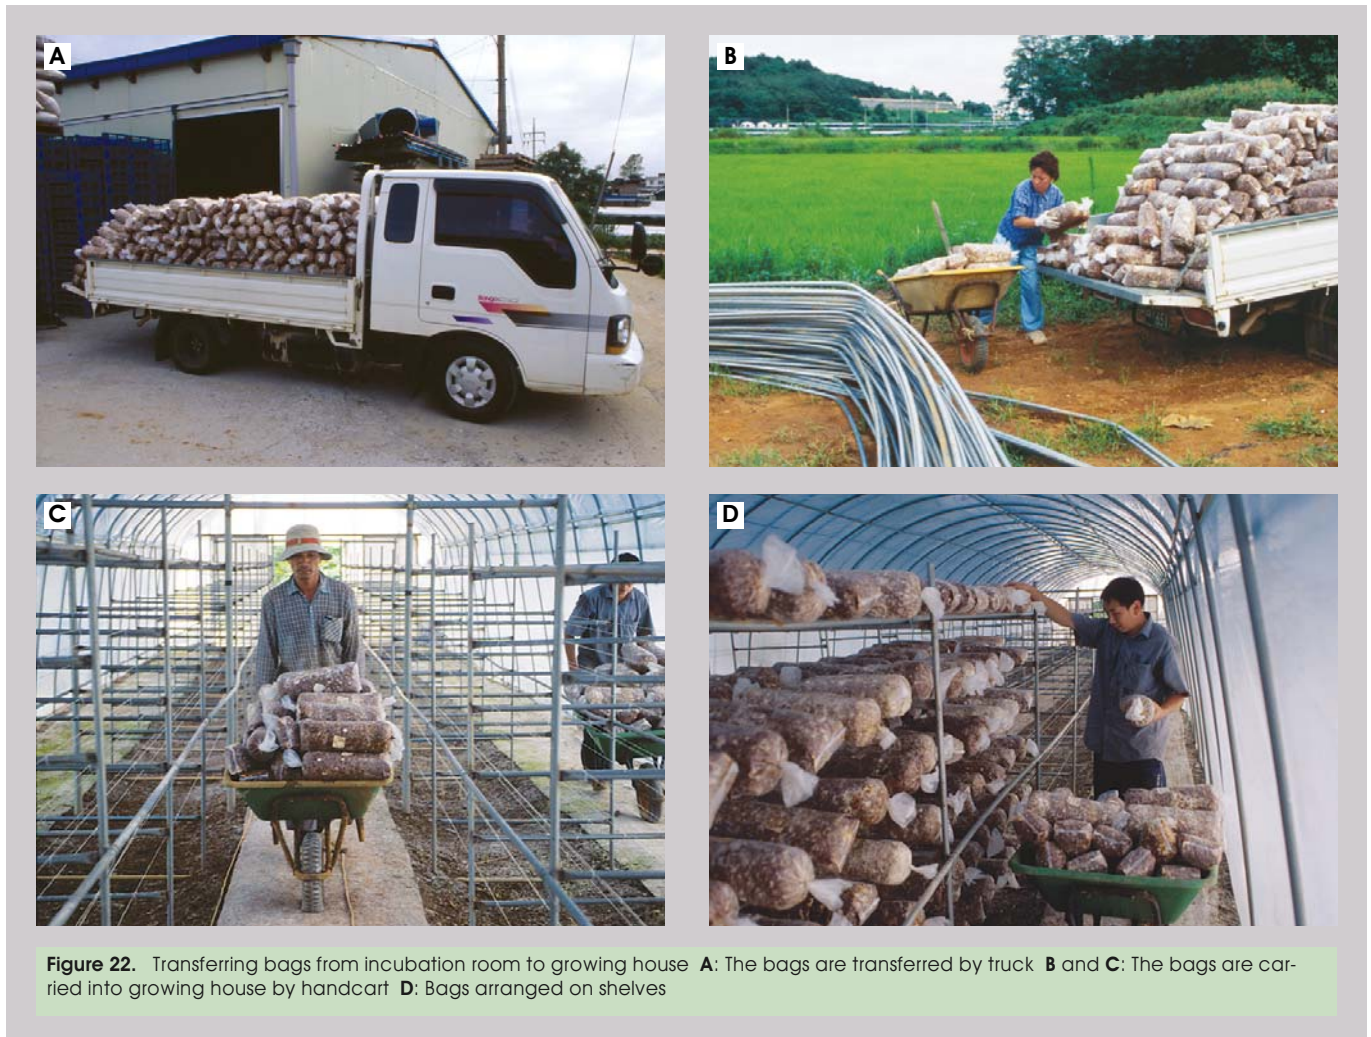 A
B
C
D
Figure 22. Transferring bags from incubation room to growing house A: The bags are transferred by truck B and C: The bags are car-
ried into growing house by handcart D: Bags arranged on shelves